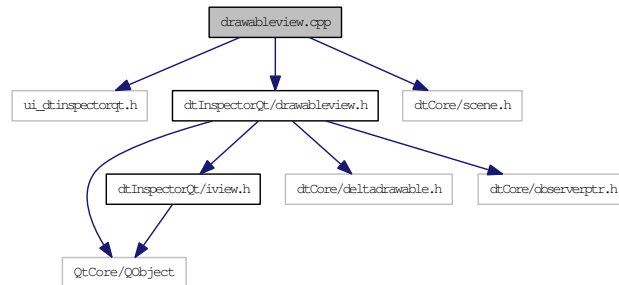 drawableview.cpp
ui_dtinspectorqt.h
dtInspectorQt/drawableview.h
dtCore/scene.h
dtInspectorQt/iview.h
dtCore/deltadrawable.h
dtCore/observerptr.h
QtCore/QObject